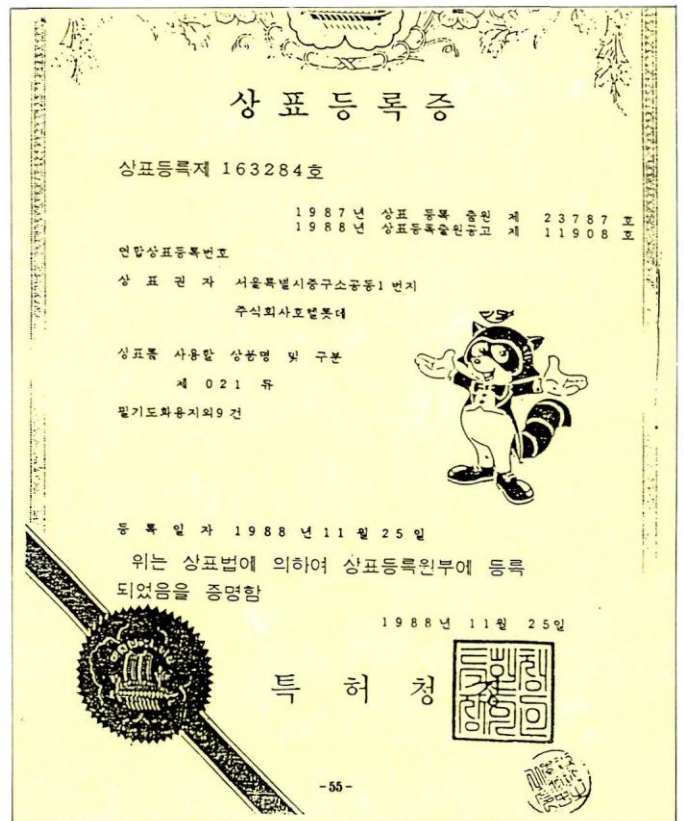 상표등록증
상표등록제 163284호
1987년 상표 등록 출원 제 23787 호
1988년 상표등록출원공고 제 11908 호
연합상표등록번호
상 표 권 자 서울특별시중구소공동1 번지
주식회사호텔롯데
상표를 사용할 상품명 및 구분
제 021 류
필기도화용지외9 건
등 록 일 자 1988 년 11 월 25 일
위는 상표법에 의하여 상표등록원부에 등록
되었음을 증명함
1988년 11월 25일
특 허 청
-55-